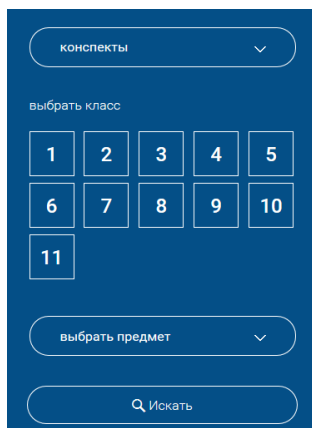 конспекты
выбрать класс
1 2 3 4 5
6 7 8 9 10
11
выбрать предмет
Искать